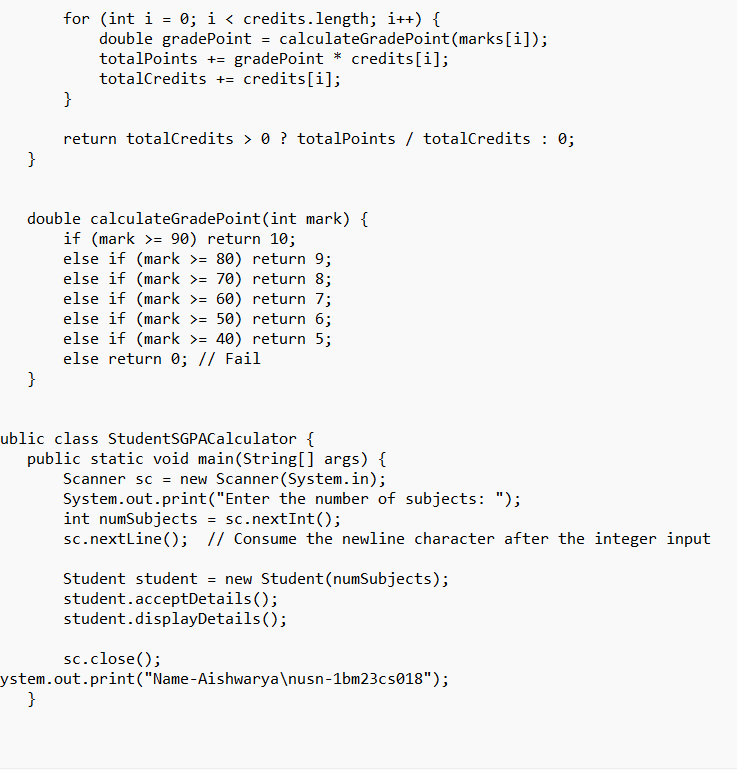 for (int i = 0; i < credits.length; i++) {
double gradePoint = calculateGradePoint(marks[i]);
totalPoints += gradePoint * credits[i];
totalCredits += credits[i];
}
return totalCredits > 0 ? totalPoints / totalCredits : 0;
}
double calculateGradePoint(int mark) {
if (mark >= 90) return 10;
else if (mark >= 80) return 9;
else if (mark >= 70) return 8;
else if (mark >= 60) return 7;
else if (mark >= 50) return 6;
else if (mark >= 40) return 5;
else return 0; // Fail
}
ublic class StudentSGPACalculator {
public static void main(String[] args) {
Scanner sc = new Scanner(System.in);
System.out.print("Enter the number of subjects: ");
int numSubjects = sc.nextInt();
sc.nextLine();  // Consume the newline character after the integer input
Student student = new Student(numSubjects);
student.acceptDetails();
student.displayDetails();
sc.close();
ystem.out.print("Name-Aishwarya\nusn-1bm23cs018");
}